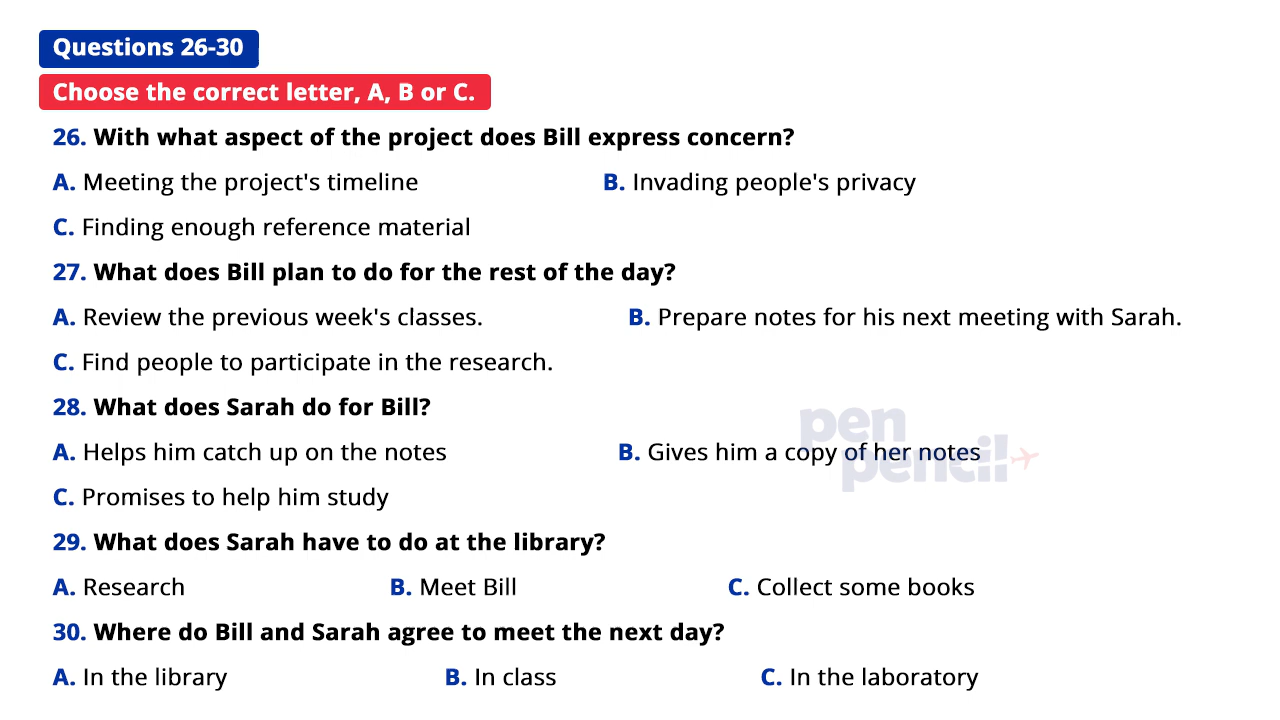 Questions 26-30
Choose the correct letter, A, B or C.
26. With what aspect of the project does Bill express concern?
A. Meeting the project's timeline B. Invading people's privacy
C. Finding enough reference material
27. What does Bill plan to do for the rest of the day?
A. Review the previous week's classes. B. Prepare notes for his next meeting with Sarah.
C. Find people to participate in the research.
28. What does Sarah do for Bill?
pen
A. Helps him catch up on the notes B. Gives him a copy of her notes
pencil
C. Promises to help him study
29. What does Sarah have to do at the library?
A. Research B. Meet Bill C. Collect some books
30. Where do Bill and Sarah agree to meet the next day?
A. In the library B. In class C. In the laboratory